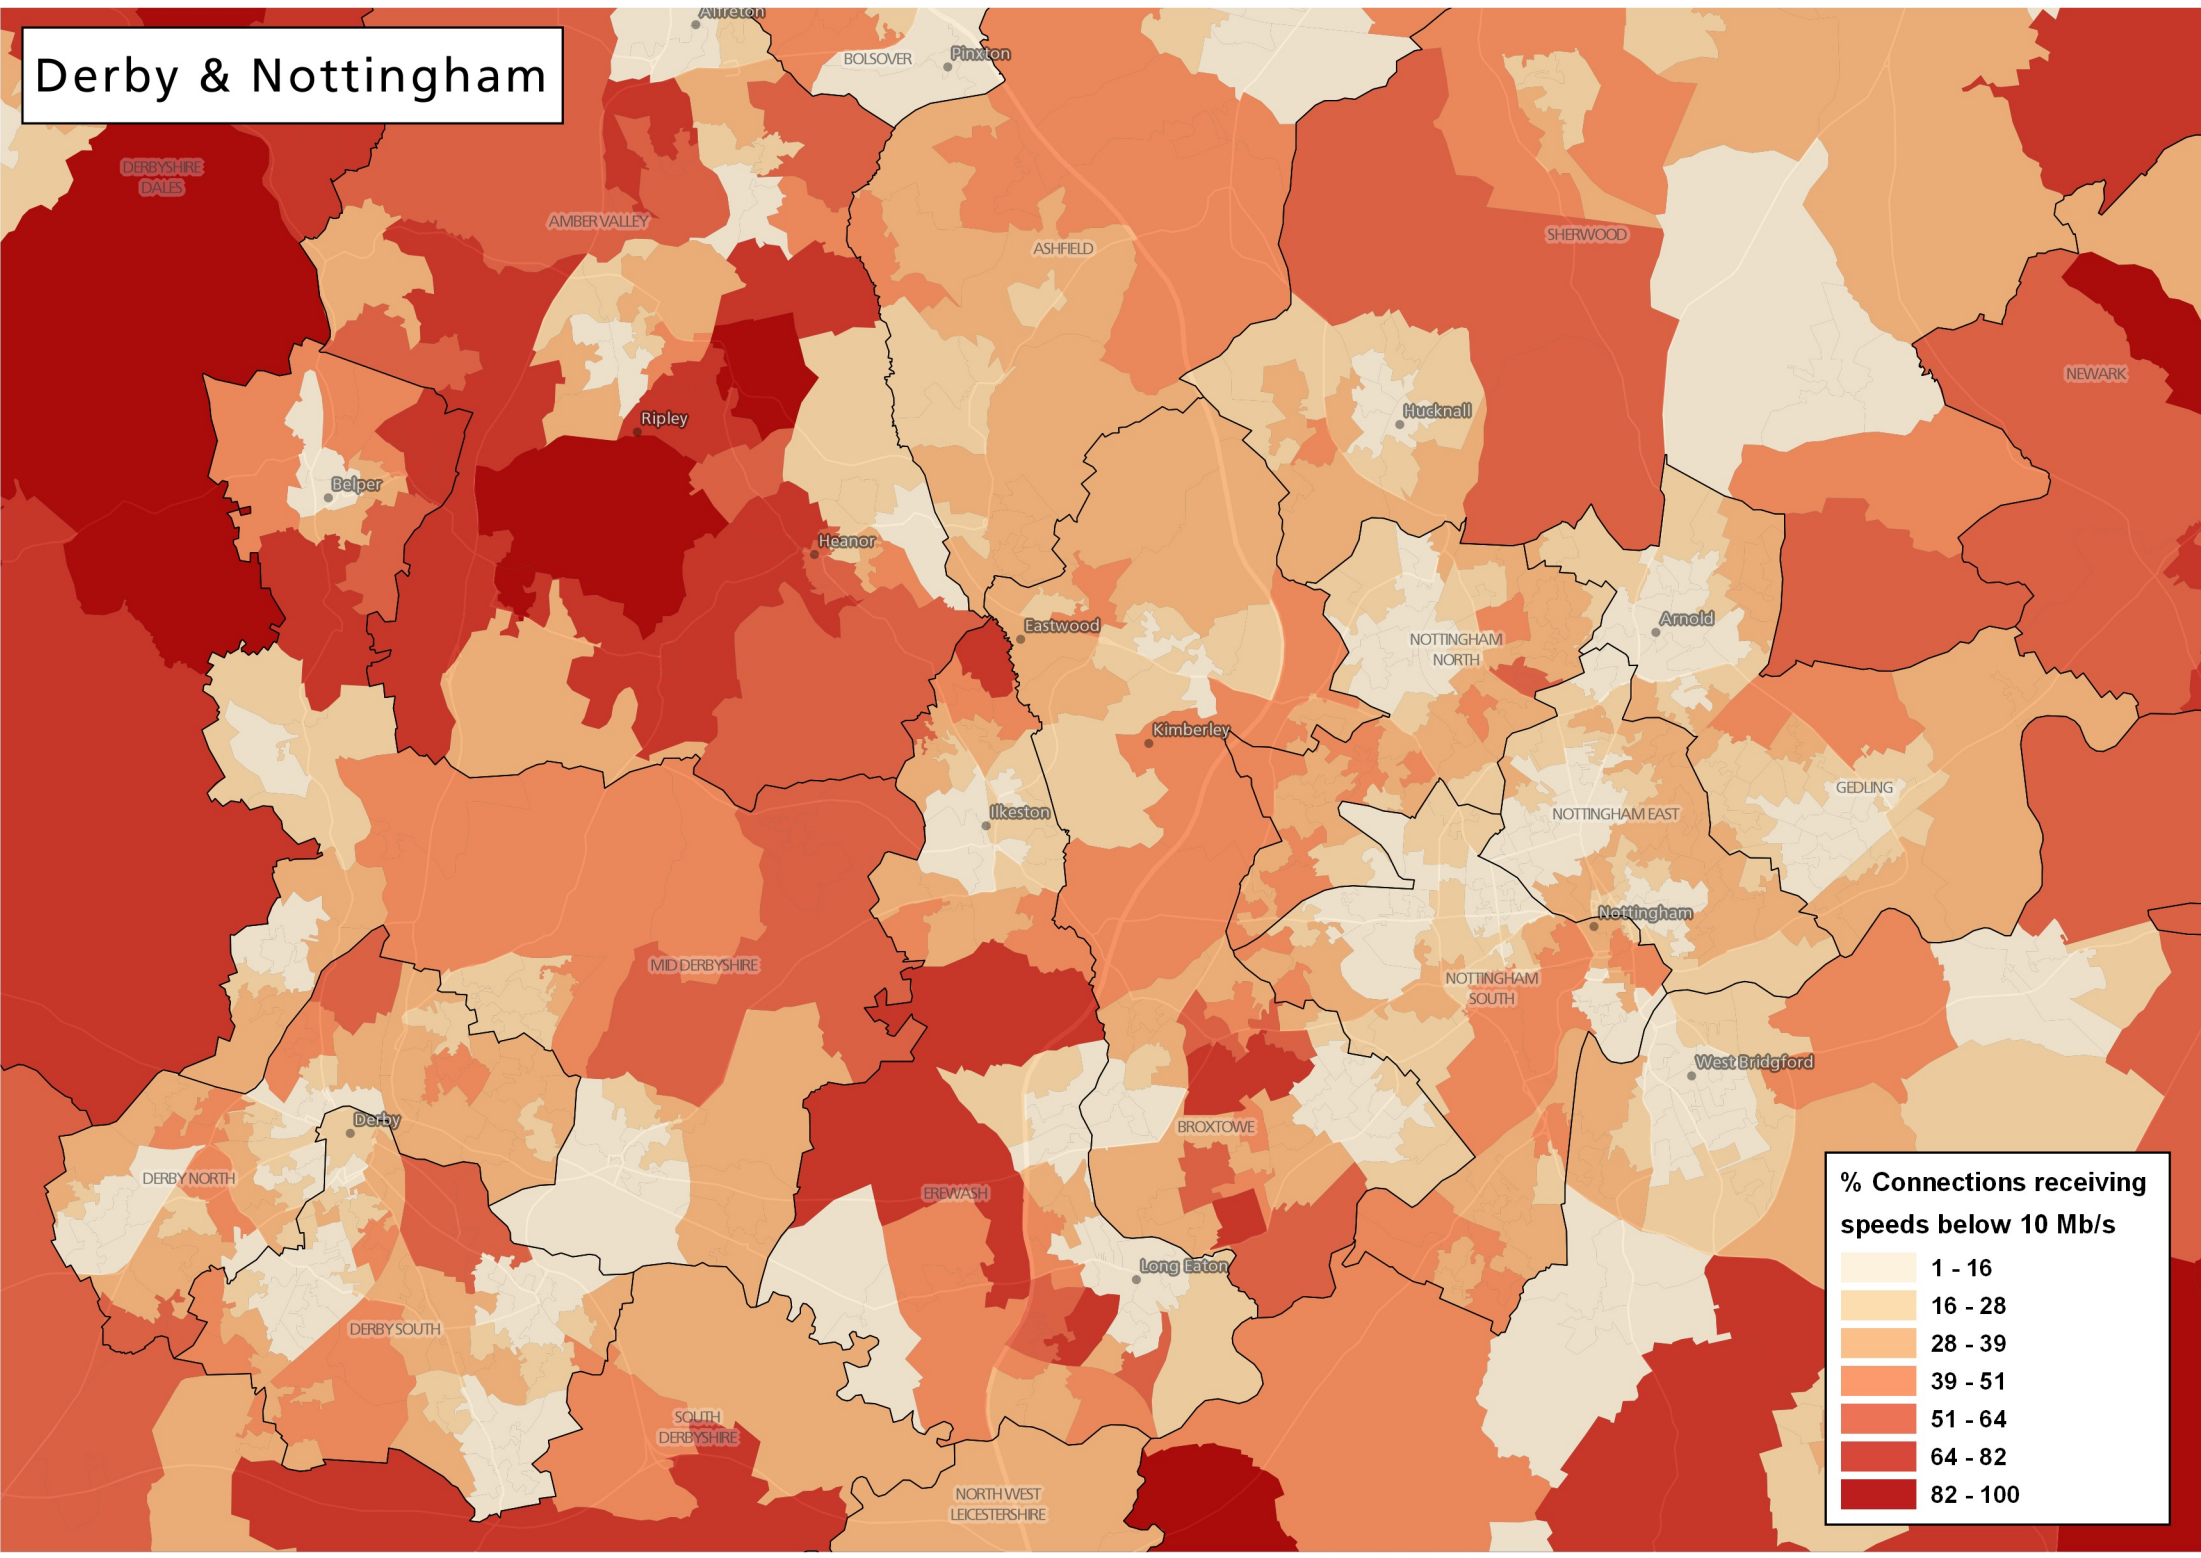 Alfreton
BOLSOVER
Pinxton
Derby & Nottingham
DERBYSHIRE
DALES
AMBER VALLEY
ASHFIELD
SHERWOOD
NEWARK
Ripley
Hucknall
Belper
Heanor
Eastwood
Arnold
NOTTINGHAM
NORTH
Kimberley
GEDLING
Ilkeston
NOTTINGHAM EAST
Nottingham
MID DERBYSHIRE
NOTTINGHAM
SOUTH
West Bridgford
Derby
BROXTOWE
DERBY NORTH
EREWASH
Long Eaton
DERBY SOUTH
SOUTH
DERBYSHIRE
NORTH WEST
LEICESTERSHIRE
% Connections receiving
speeds below 10 Mb/s
1 - 16
16 - 28
28 - 39
39 - 51
51 - 64
64 - 82
82 - 100